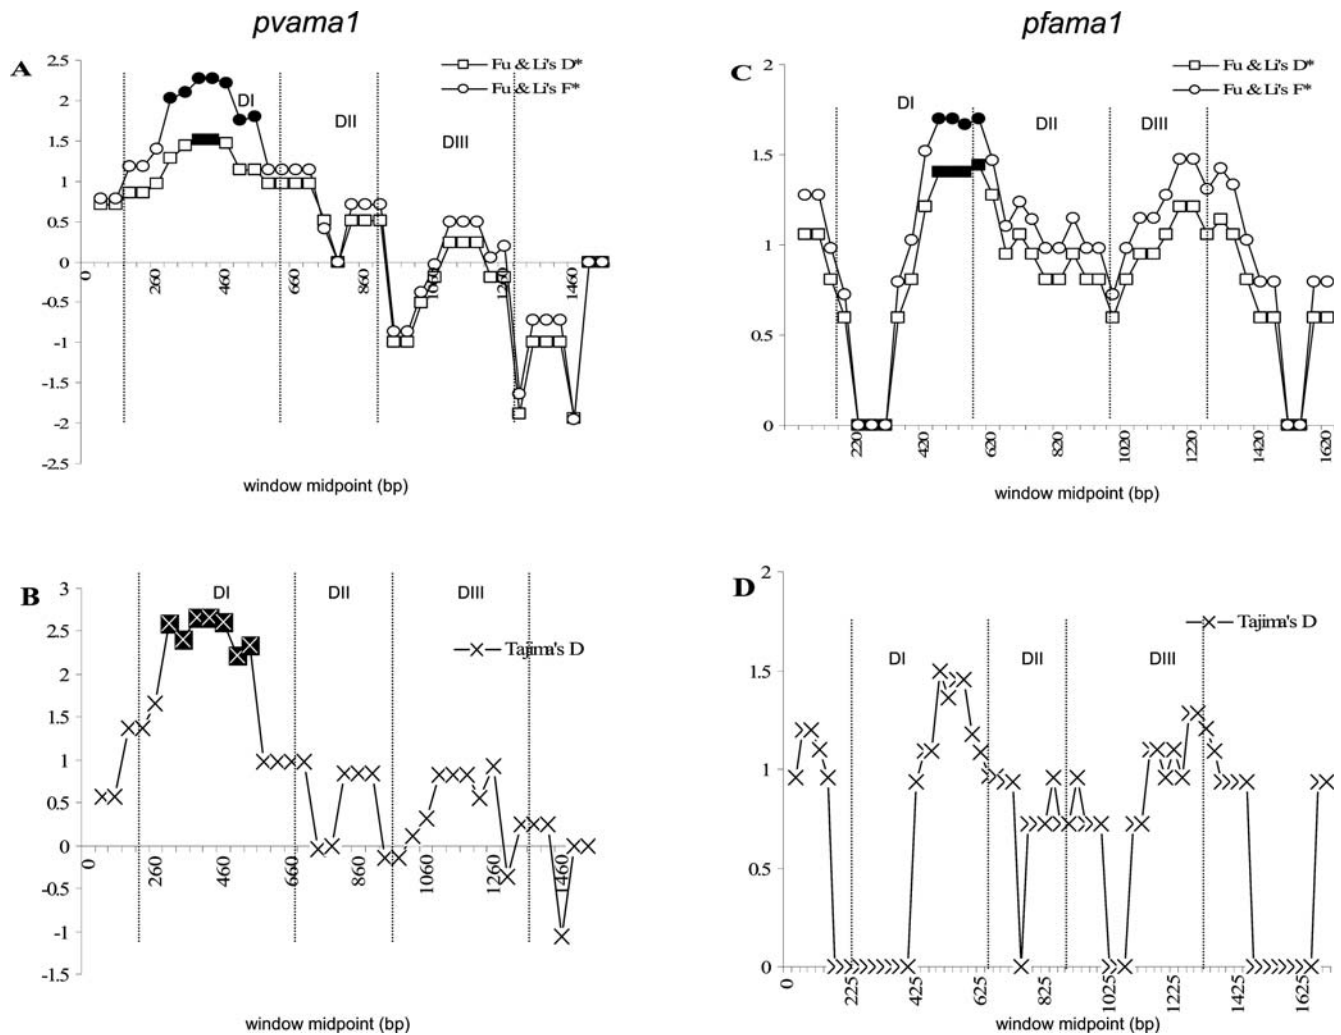 pvama1
pfama1
A
Fu & Li's D*
Fu & Li's F*
DI
DII
DIII
2.5
2
1.5
1
0.5
0
-0.5
-1
-1.5
-2
-2.5
0 260 460 660 860 1060 1260 1460
window midpoint (bp)
C
Fu & Li's D*
Fu & Li's F*
DI
DII
DIII
2
1.5
1
0.5
0
220 420 620 820 1020 1220 1420 1620
window midpoint (bp)
B
DI
DII
DIII
Tajima's D
3
2.5
2
1.5
1
0.5
0
-0.5
-1
-1.5
0 260 460 660 860 1060 1260 1460
window midpoint (bp)
D
Tajima's D
DI
DII
DIII
2
1.5
1
0.5
0
0 225 425 625 825 1025 1225 1425 1625
window midpoint (bp)